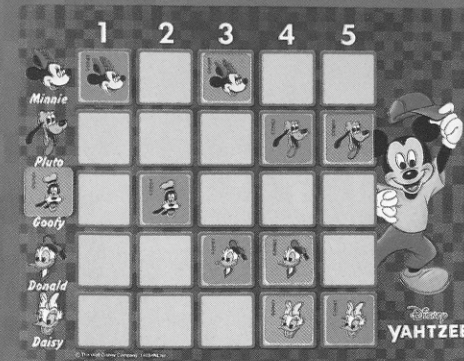 1 2 3 4 5
Minnie
Pluto
Goofy
Donald
Daisy
Disney
YAHTZEE